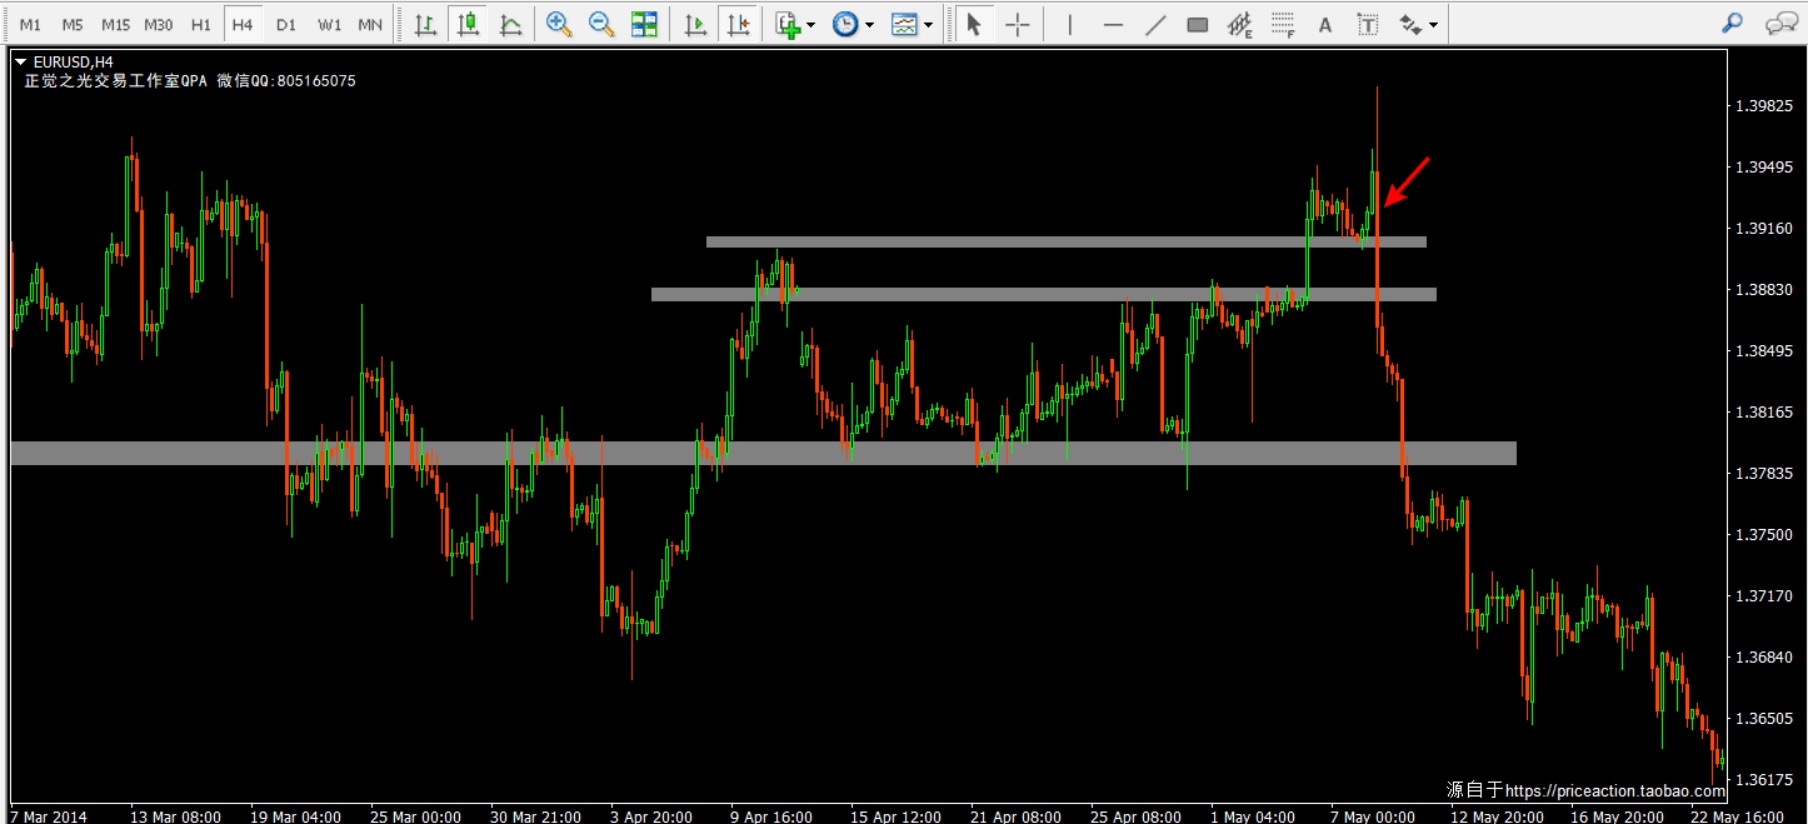 M1 M5 M15 M30 H1 H4 D1 W1 MN E F A T
EURUSD,H4
正觉之光交易工作室QPA 微信QQ:805165075
1.39825
1.39495
1.39160
1.38830
1.38495
1.38165
1.37835
1.37500
1.37170
1.36840
1.36505
1.36175
源自于https://priceaction.taobao.com
7 Mar 2014 13 Mar 08:00 19 Mar 04:00 25 Mar 00:00 30 Mar 21:00 3 Apr 20:00 9 Apr 16:00 15 Apr 12:00 21 Apr 08:00 25 Apr 08:00 1 May 04:00 7 May 00:00 12 May 20:00 16 May 20:00 22 May 16:00